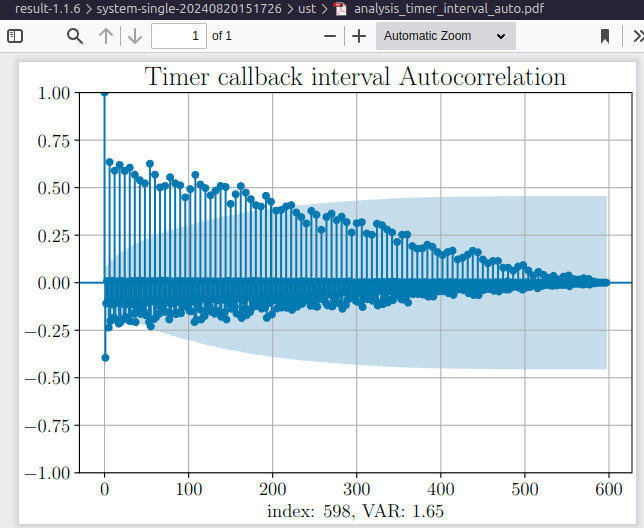 result-1.1.6 > system-single-20240820151726 > ust > analysis_timer_interval_auto.pdf
1 of 1 Automatic Zoom
Timer callback interval Autocorrelation
1.00
0.75
0.50
0.25
0.00
−0.25
−0.50
−0.75
−1.00
0 100 200 300 400 500 600
index: 598, VAR: 1.65